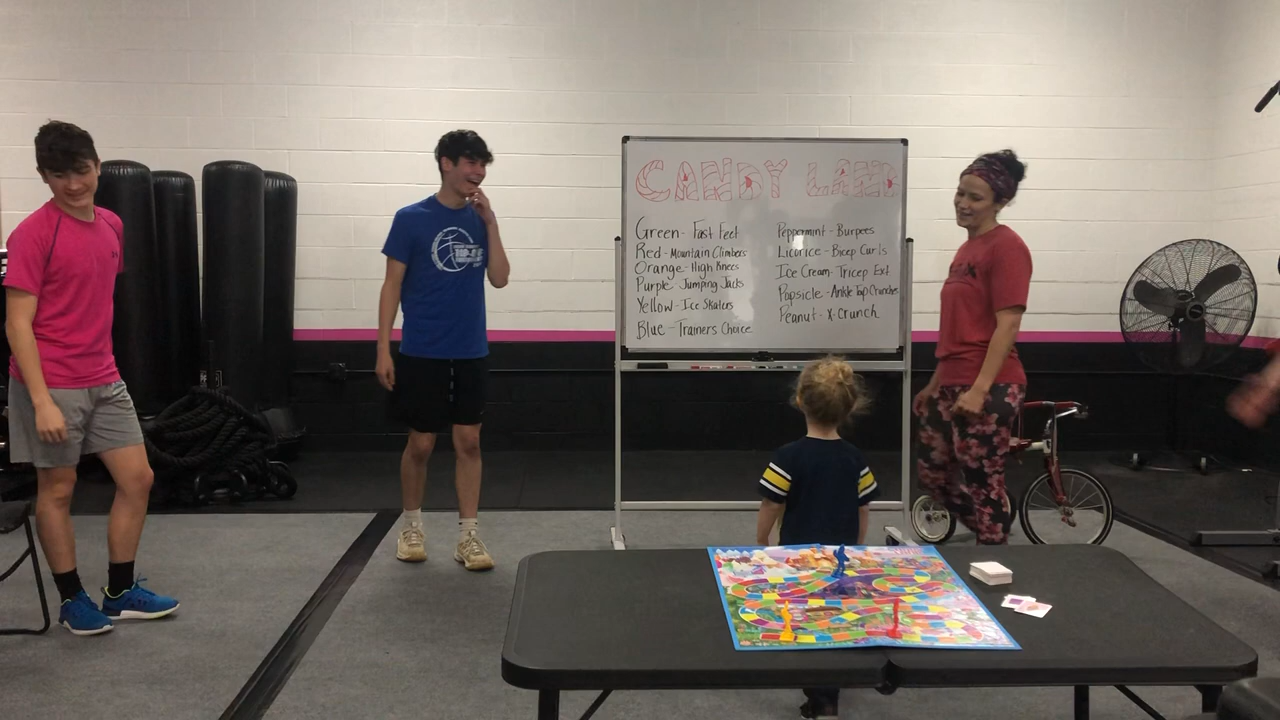 CANDY LAND
Green - Fast Feet
Red - Mountain Climbers
Orange - High Knees
Purple - Jumping Jacks
Yellow - Ice Skaters
Blue - Trainers Choice
Peppermint - Burpees
Licorice - Bicep Curls
Ice Cream - Tricep Ext
Popsicle - Ankle Tap Crunches
Peanut - X Crunch